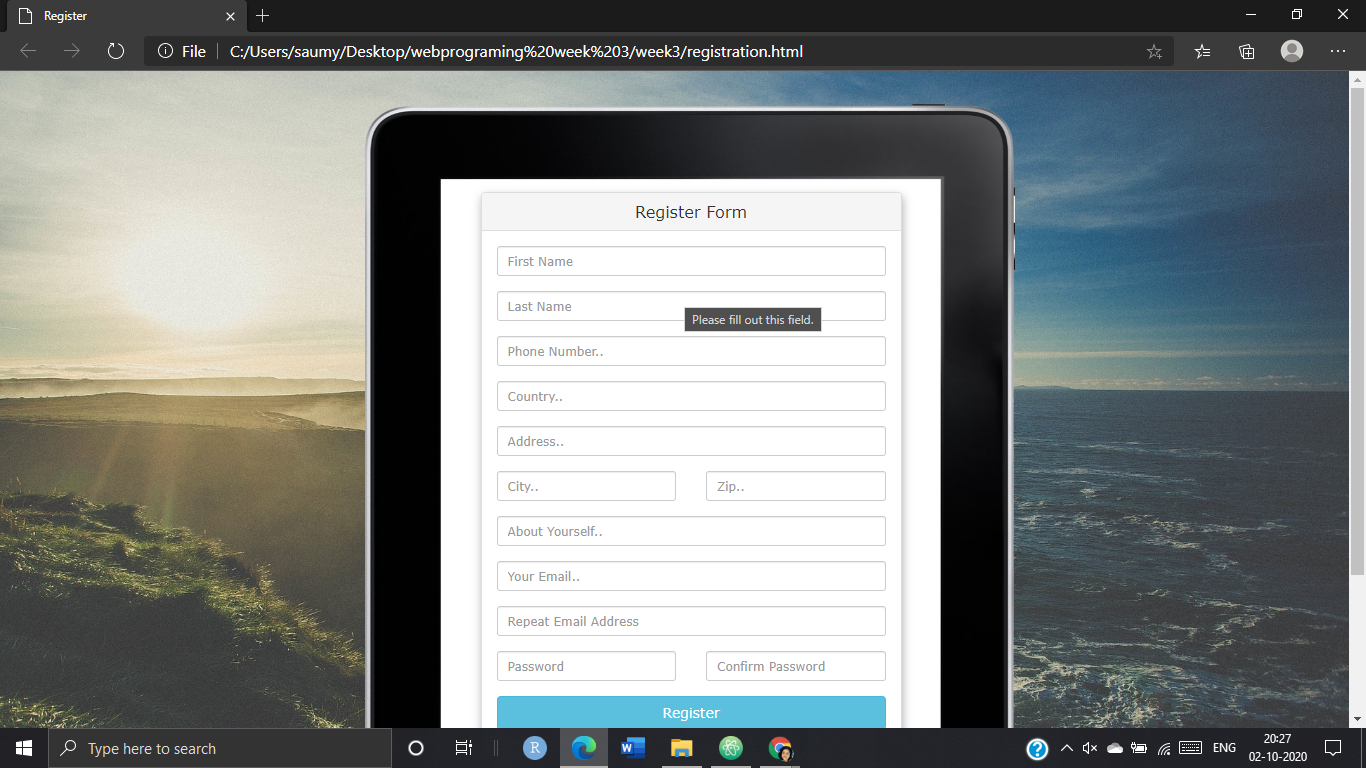 Register
File
C:/Users/saumy/Desktop/webprograming%20week%203/week3/registration.html
Register Form
First Name
Last Name
Please fill out this field.
Phone Number..
Country..
Address..
City.. Zip..
About Yourself..
Your Email..
Repeat Email Address
Password Confirm Password
Register
Type here to search
R
W
?
ENG
20:27
02-10-2020